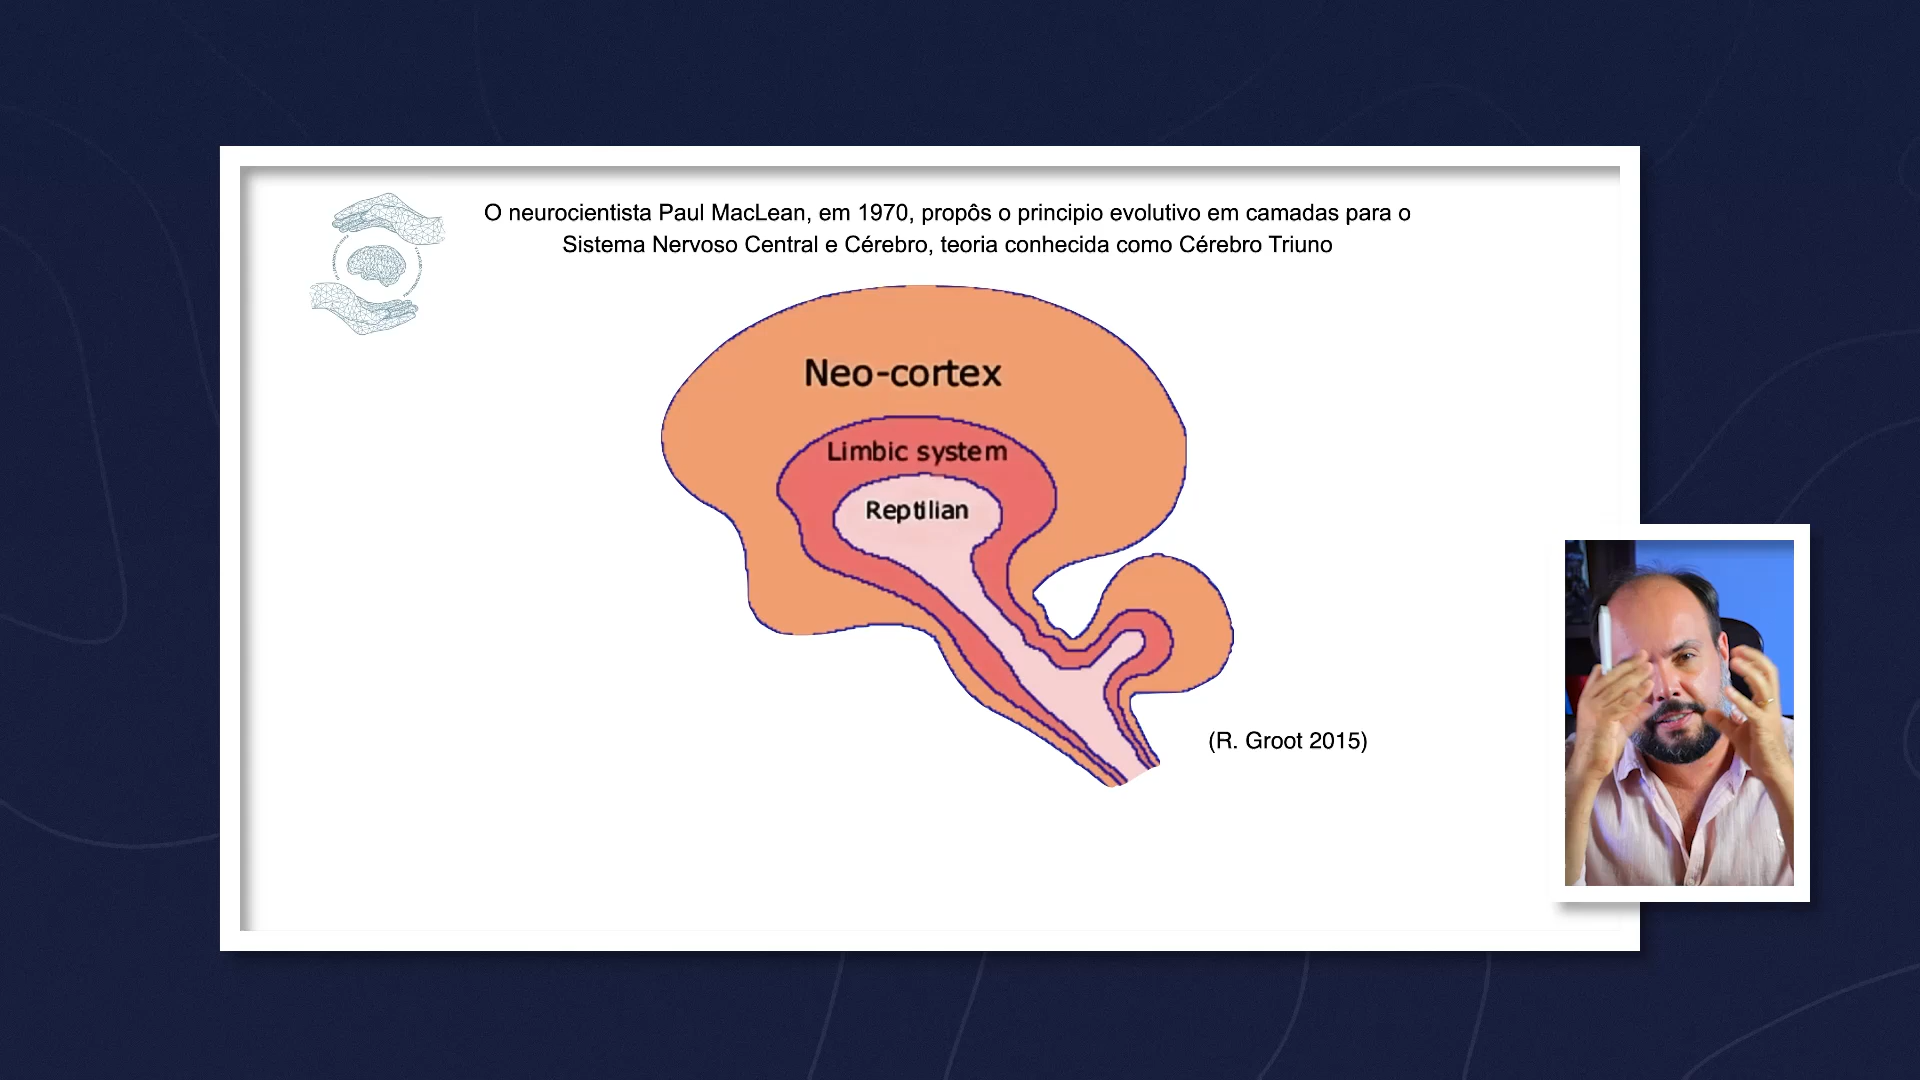 O neurocientista Paul MacLean, em 1970, propôs o principio evolutivo em camadas para o
Sistema Nervoso Central e Cérebro, teoria conhecida como Cérebro Triuno
Neo-cortex
Limbic system
Reptilian
(R. Groot 2015)